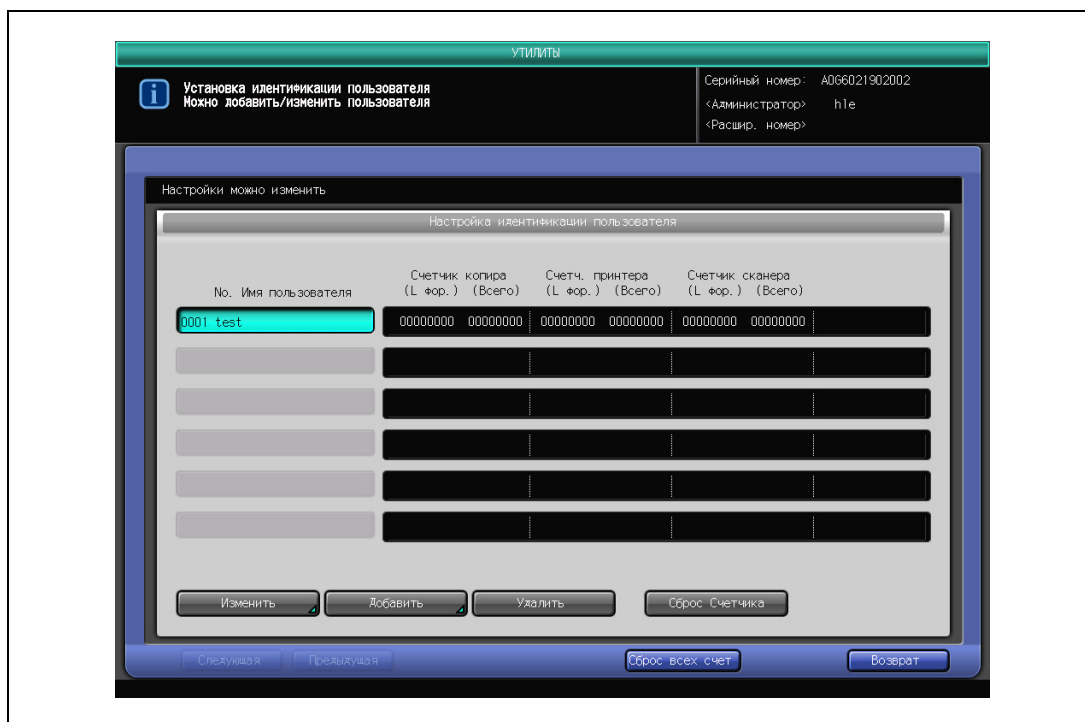 УТИЛИТЫ
Установка идентификации пользователя
Можно добавить/изменить пользователя
Серийный номер: A0G6021902002
<Администратор> hle
<Расшир. номер>
Настройки можно изменить
Настройка идентификации пользователя
Счетчик копира Счетч. принтера Счетчик сканера
No. Имя пользователя (L фор.) (Всего) (L фор.) (Всего) (L фор.) (Всего)
0001 test 00000000 00000000 00000000 00000000 00000000 00000000
Изменить Добавить Удалить Сброс Счетчика
Следующая Предыдущая Сброс всех счет Возврат